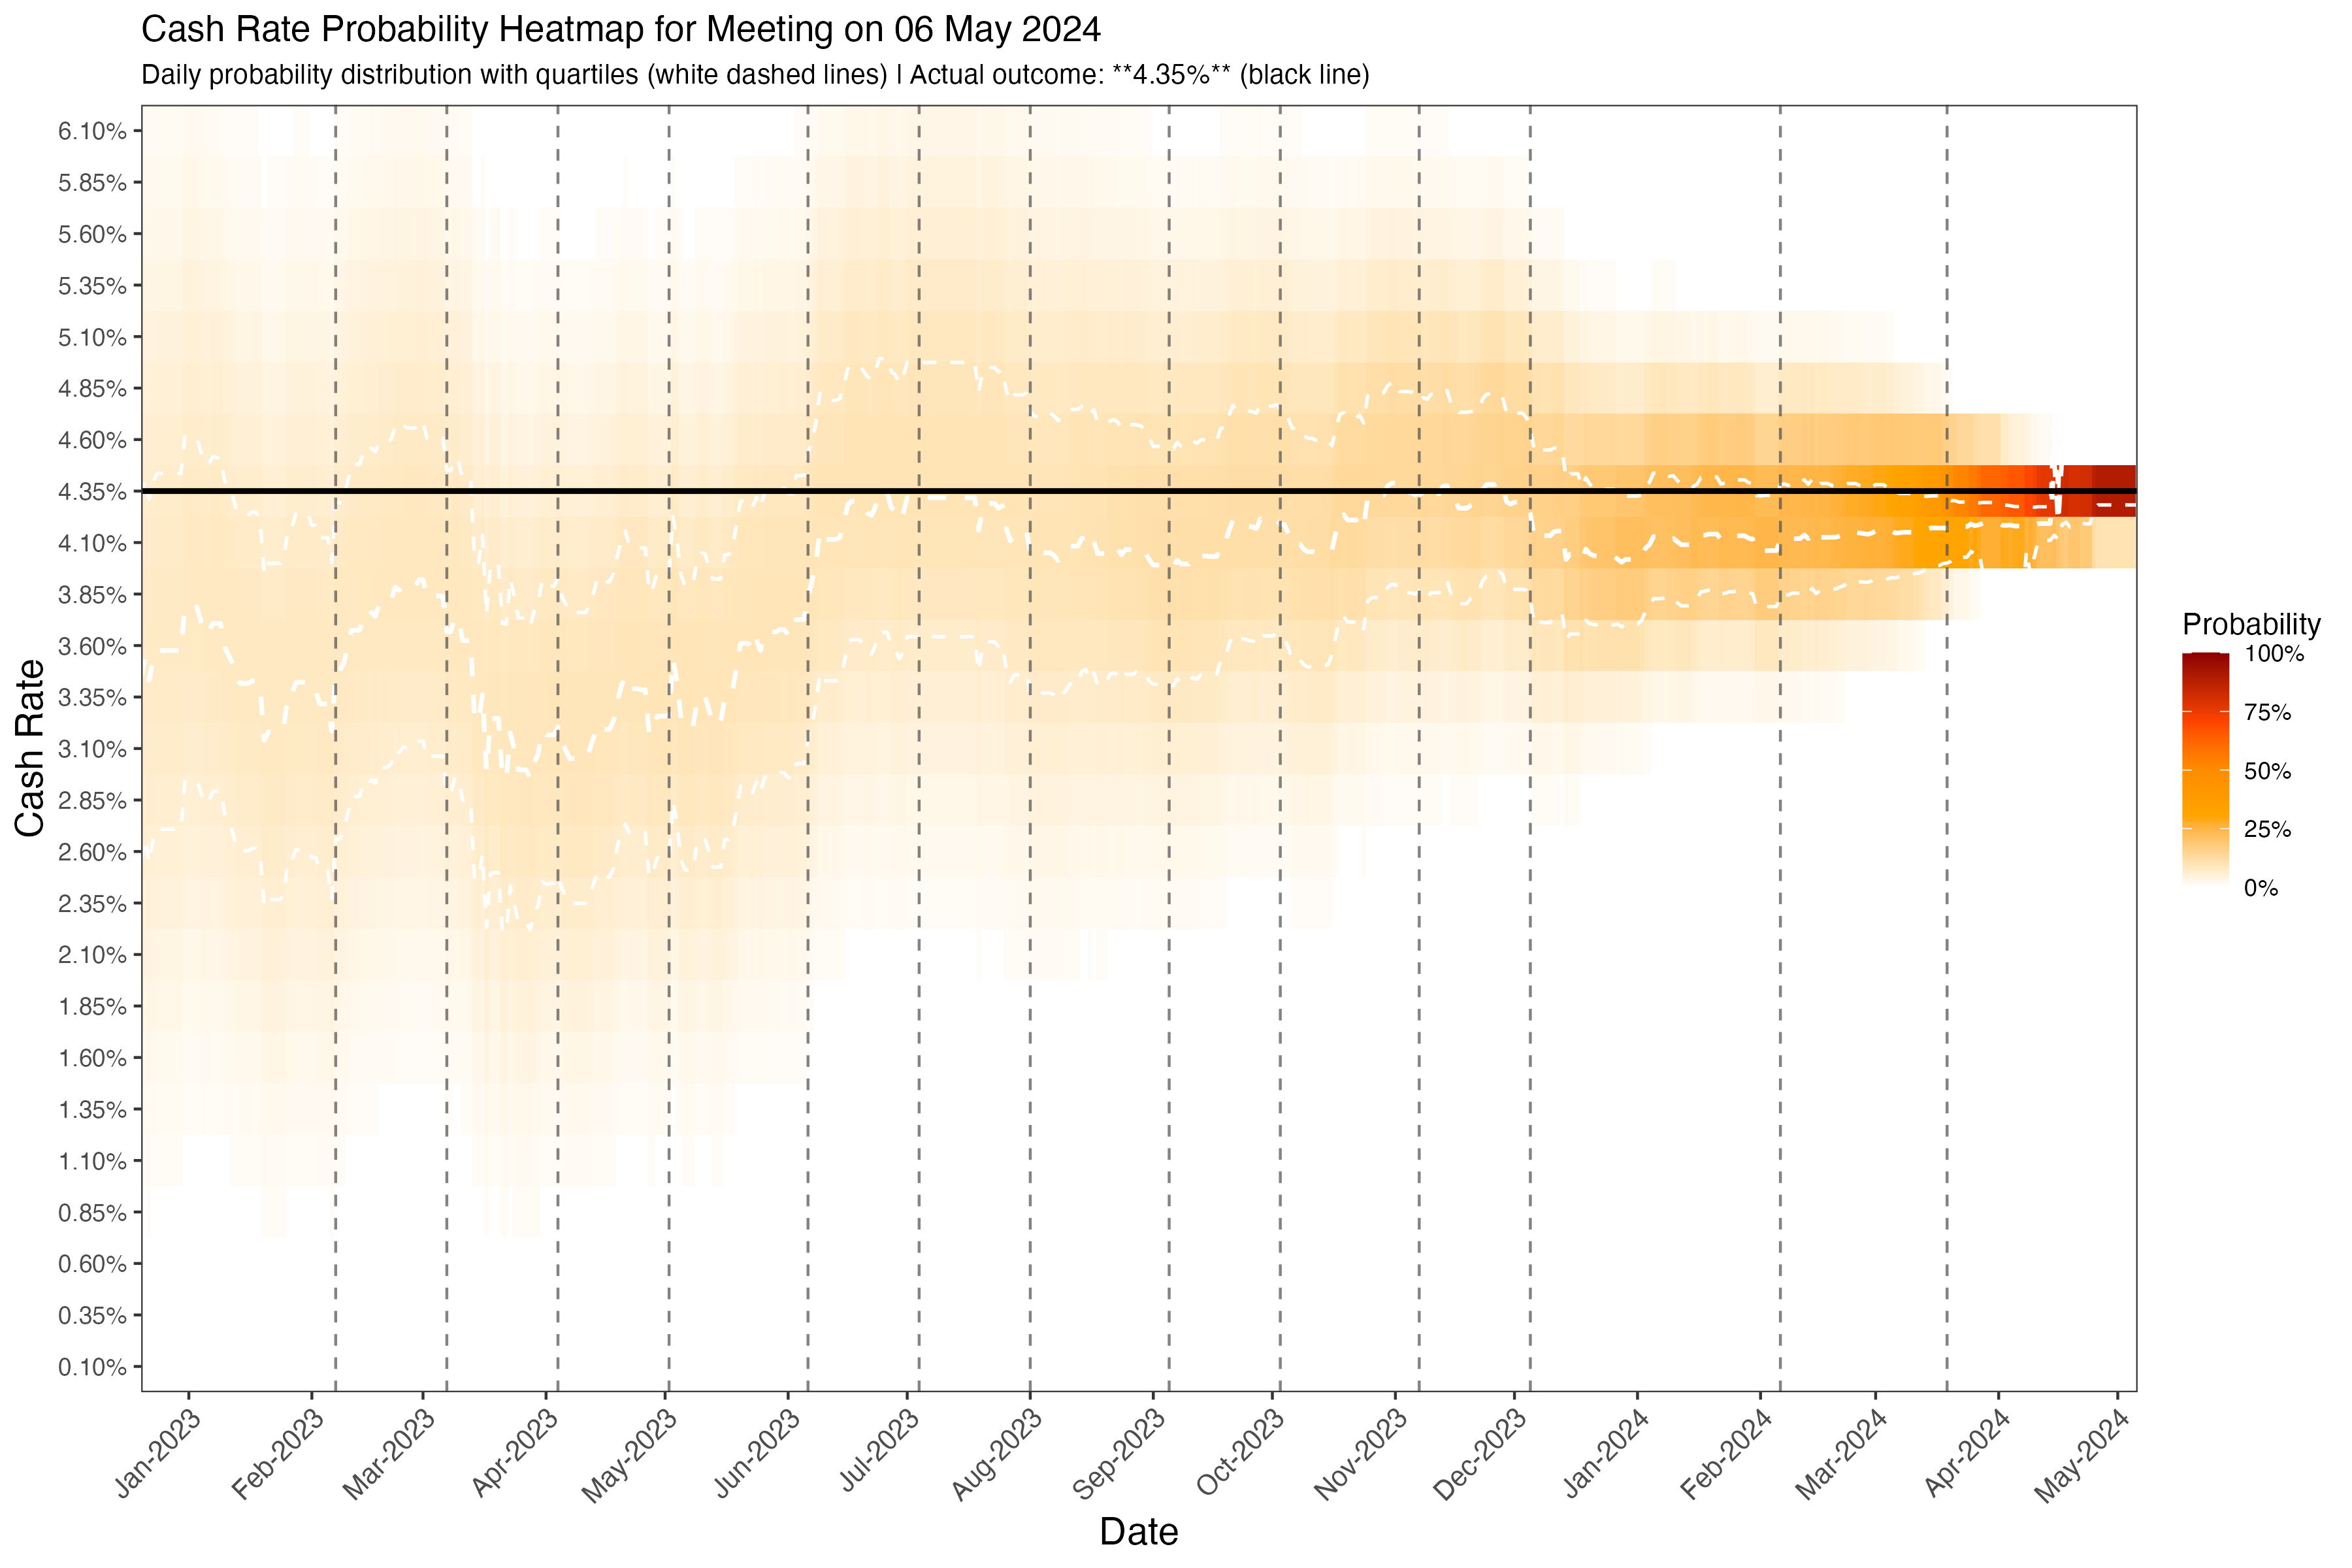 Cash Rate Probability Heatmap for Meeting on 06 May 2024
Daily probability distribution with quartiles (white dashed lines) | Actual outcome: **4.35%** (black line)
Cash Rate
6.10%
5.85%
5.60%
5.35%
5.10%
4.85%
4.60%
4.35%
4.10%
3.85%
3.60%
3.35%
3.10%
2.85%
2.60%
2.35%
2.10%
1.85%
1.60%
1.35%
1.10%
0.85%
0.60%
0.35%
0.10%
Jan-2023
Feb-2023
Mar-2023
Apr-2023
May-2023
Jun-2023
Jul-2023
Aug-2023
Sep-2023
Oct-2023
Nov-2023
Dec-2023
Jan-2024
Feb-2024
Mar-2024
Apr-2024
May-2024
Date
Probability
100%
75%
50%
25%
0%